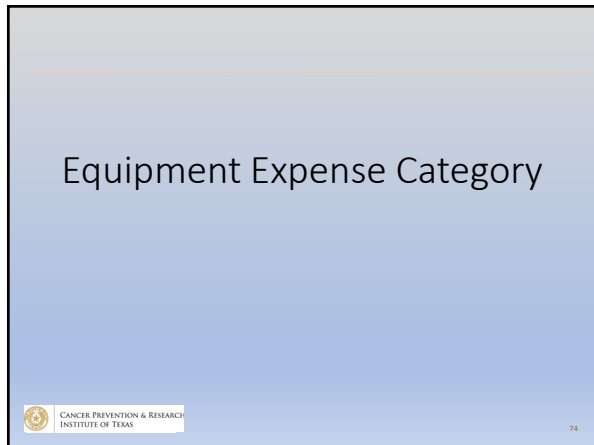 Equipment Expense Category
CANCER PREVENTION & RESEARCH
INSTITUTE OF TEXAS
74